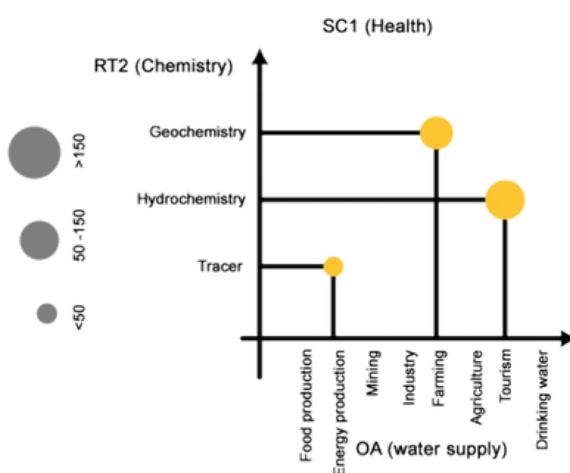 SC1 (Health)
RT2 (Chemistry)
Geochemistry
Hydrochemistry
Tracer
>150
50 -150
<50
Food production
Energy production
Mining
Industry
Farming
Agriculture
Tourism
Drinking water
OA (water supply)